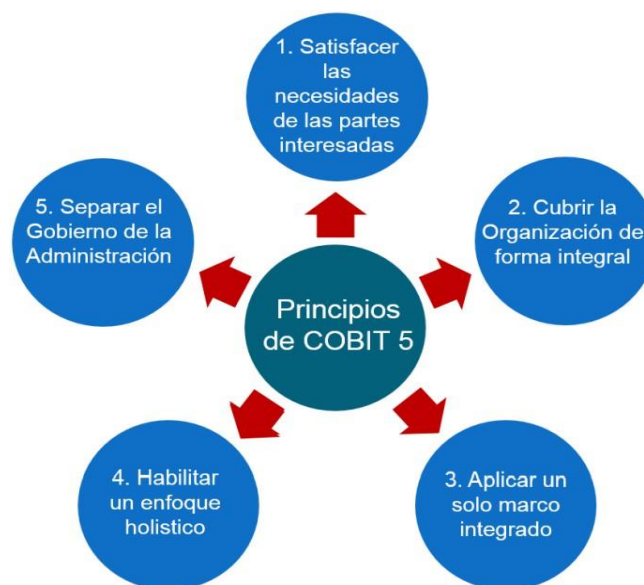 1. Satisfacer
las
necesidades
de las partes
interesadas
5. Separar el
Gobierno de la
Administración
2. Cubrir la
Organización de
forma integral
Principios
de COBIT 5
4. Habilitar
un enfoque
holistico
3. Aplicar un
solo marco
integrado